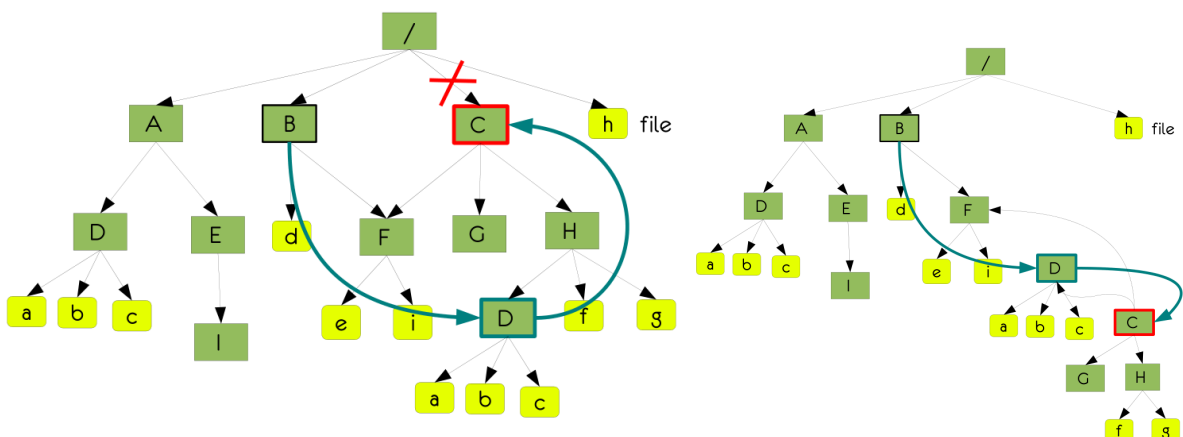 /
A B C h file
D E d F G H
a b c I e i D f g
a b c
/
A B h file
D E d F
a b c I e i D
a b c C
G H
f g